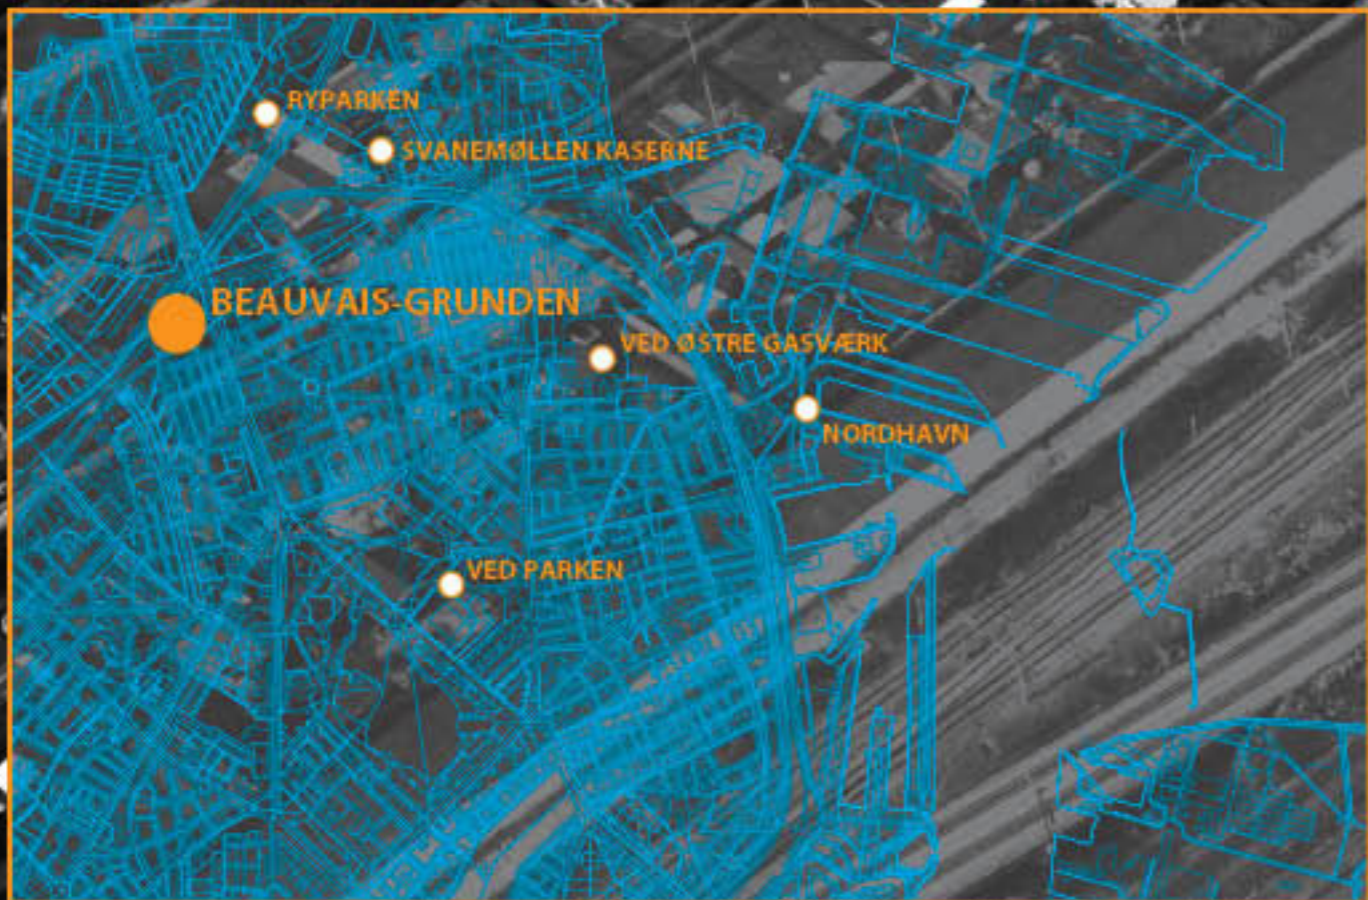 RYPARKEN
SVANEMØLLEN KASERNE
BEAUVAIS-GRUNDEN
VED ØSTRE GASVÆRK
NORDHAVN
VED PARKEN